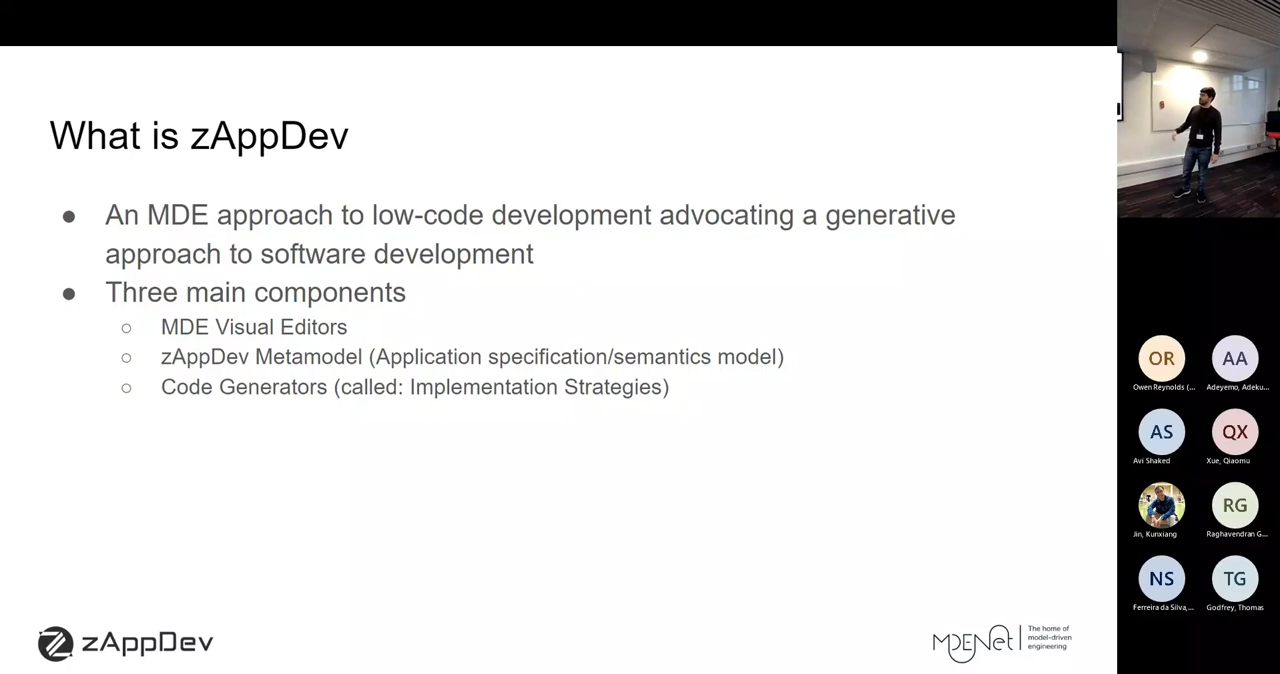 What is zAppDev
● An MDE approach to low-code development advocating a generative
approach to software development
● Three main components
○ MDE Visual Editors
○ zAppDev Metamodel (Application specification/semantics model)
○ Code Generators (called: Implementation Strategies)
zAppDev
MDENet
The home of
model-driven
engineering
OR
AA
Owen Reynolds (...
Adeyemo, Adeku...
AS
QX
Avi Shaked
Xue, Qiaomu
RG
Jin, Kunxiang
Raghavendran G...
NS
TG
Ferreira da Silva,...
Godfrey, Thomas